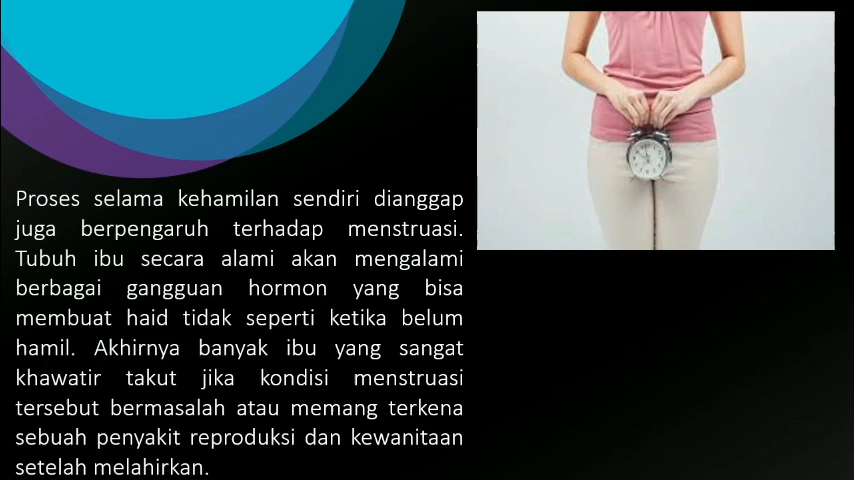 Proses selama kehamilan sendiri dianggap
juga berpengaruh terhadap menstruasi.
Tubuh ibu secara alami akan mengalami
berbagai gangguan hormon yang bisa
membuat haid tidak seperti ketika belum
hamil. Akhirnya banyak ibu yang sangat
khawatir takut jika kondisi menstruasi
tersebut bermasalah atau memang terkena
sebuah penyakit reproduksi dan kewanitaan
setelah melahirkan.